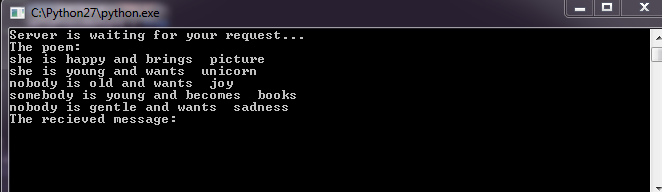 C:\Python27\python.exe
Server is waiting for your request...
The poem:
she is happy and brings  picture
she is young and wants  unicorn
nobody is old and wants  joy
somebody is young and becomes  books
nobody is gentle and wants  sadness
The recieved message: